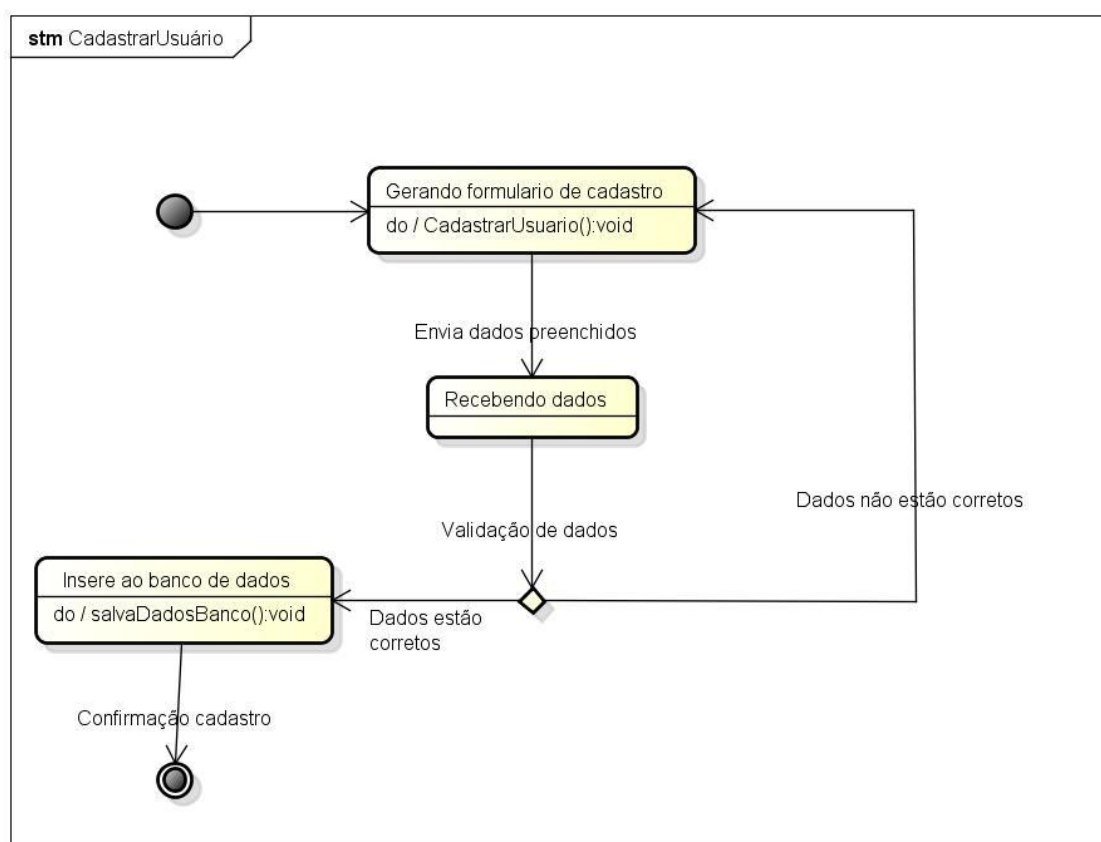 stm CadastrarUsuário
Gerando formulario de cadastro
do / CadastrarUsuario():void
Envia dados preenchidos
Recebendo dados
Dados não estão corretos
Validação de dados
Insere ao banco de dados
do / salvaDadosBanco():void
Dados estão
corretos
Confirmação cadastro